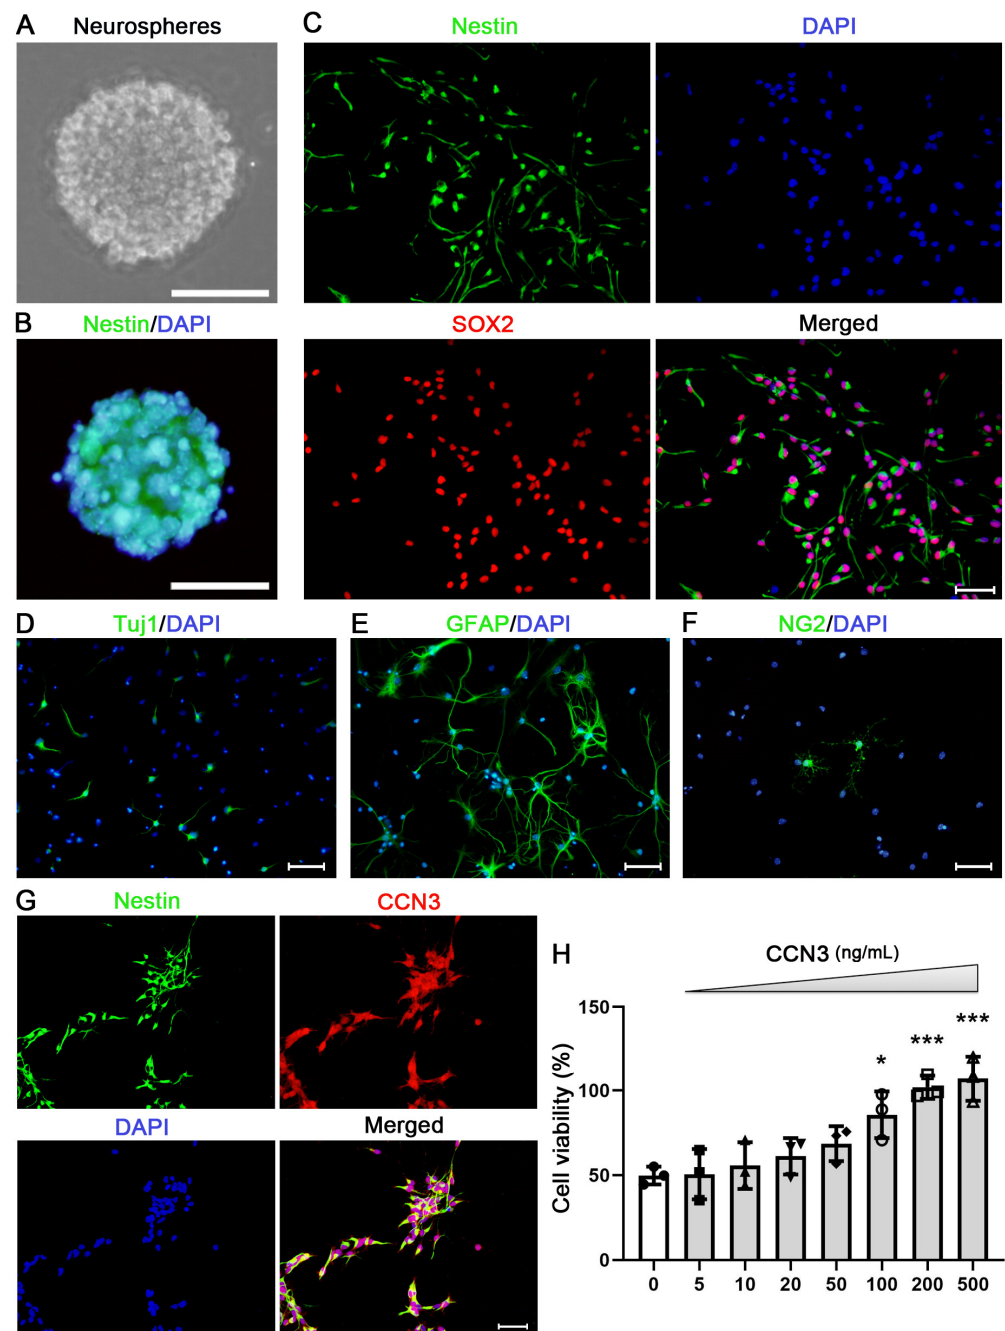 A Neurospheres
C Nestin
DAPI
B Nestin/DAPI
SOX2
Merged
D Tuj1/DAPI
E GFAP/DAPI
F NG2/DAPI
G Nestin
CCN3
DAPI
Merged
H
CCN3 (ng/mL)
Cell viability (%)
150
100
50
0
*
***
***
0 5 10 20 50 100 200 500